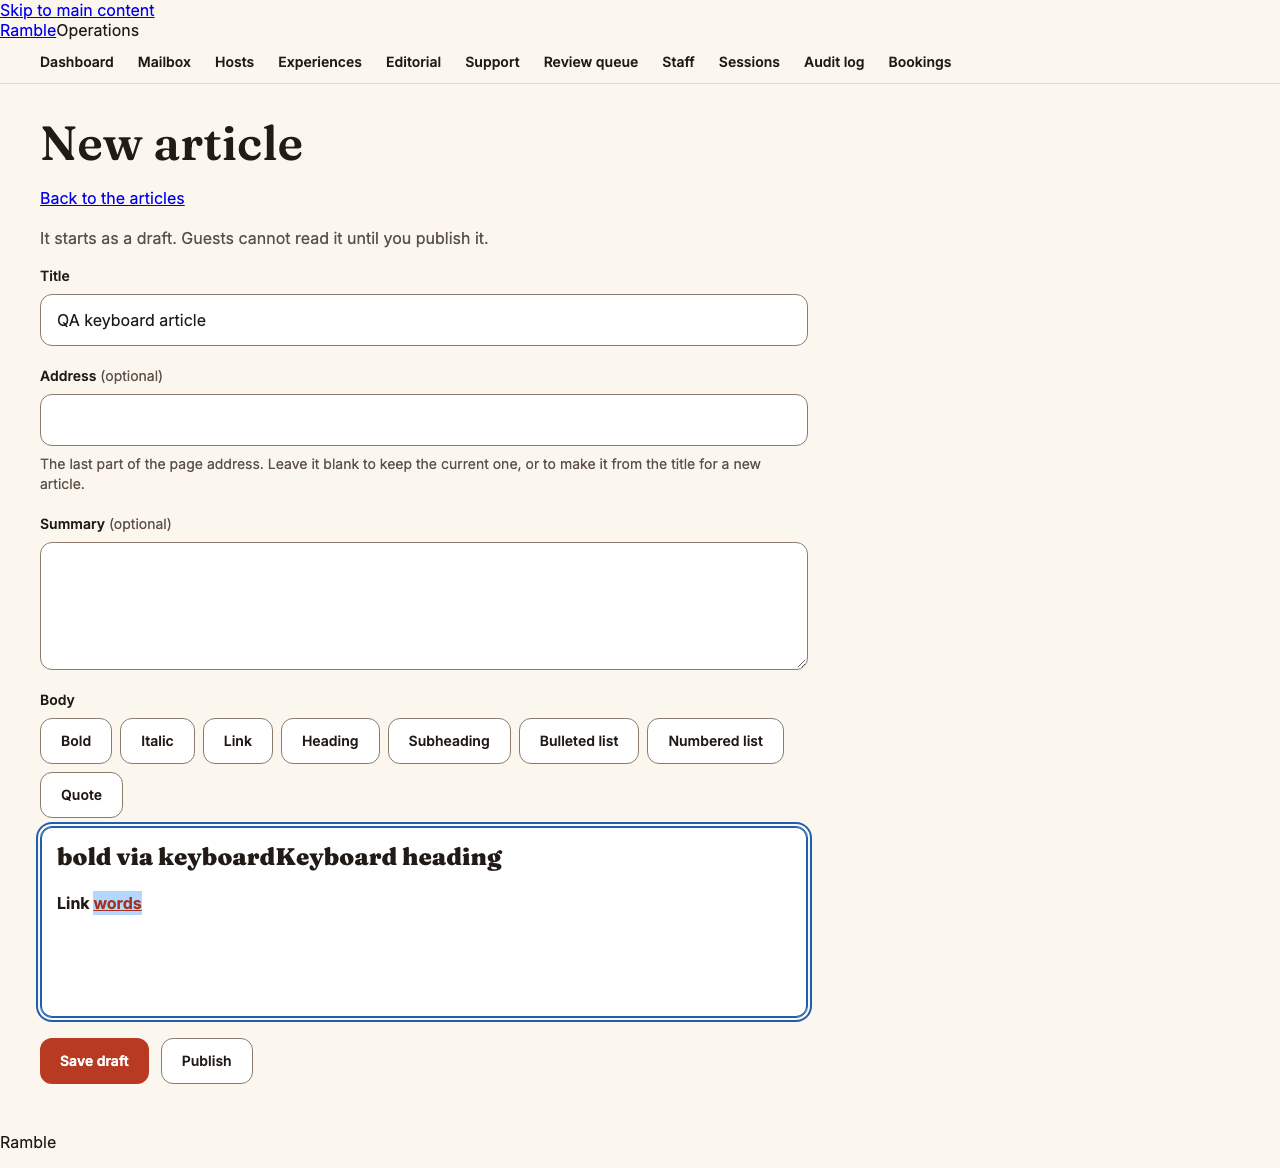 Skip to main content
RambleOperations
Dashboard Mailbox Hosts Experiences Editorial Support Review queue Staff Sessions Audit log Bookings
New article
Back to the articles
It starts as a draft. Guests cannot read it until you publish it.
Title
QA keyboard article
Address (optional)
The last part of the page address. Leave it blank to keep the current one, or to make it from the title for a new
article.
Summary (optional)
Body
Bold Italic Link Heading Subheading Bulleted list Numbered list
Quote
bold via keyboardKeyboard heading
Link words
Save draft Publish
Ramble